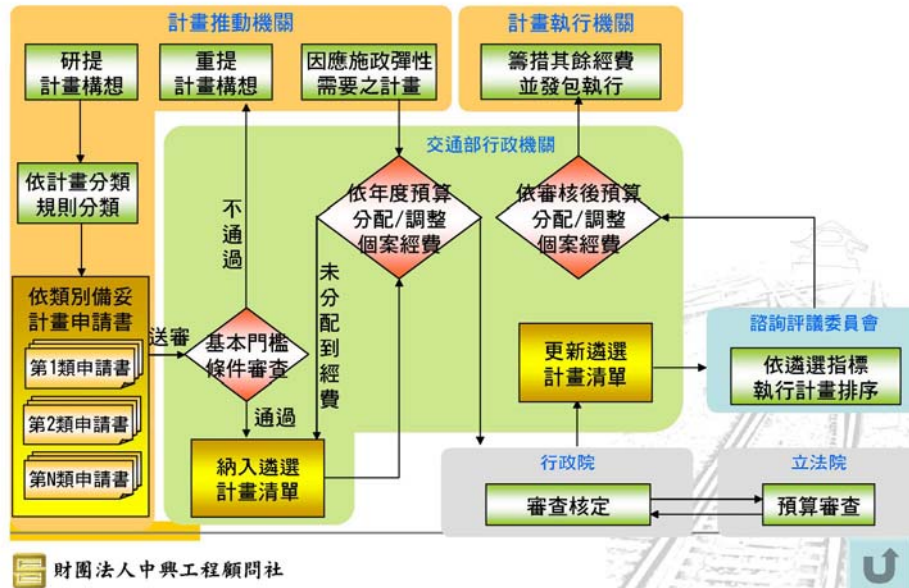 計畫推動機關
計畫執行機關
研提
計畫構想
重提
計畫構想
因應施政彈性
需要之計畫
籌措其餘經費
並發包執行
交通部行政機關
依計畫分類
規則分類
不通過
依年度預算
分配/調整
個案經費
依審核後預算
分配/調整
個案經費
未分配到經費
依類別備妥
計畫申請書
送審
第1類申請書
第2類申請書
第N類申請書
基本門檻
條件審查
通過
納入遴選
計畫清單
更新遴選
計畫清單
諮詢評議委員會
依遴選指標
執行計畫排序
行政院
審查核定
立法院
預算審查
財團法人中興工程顧問社